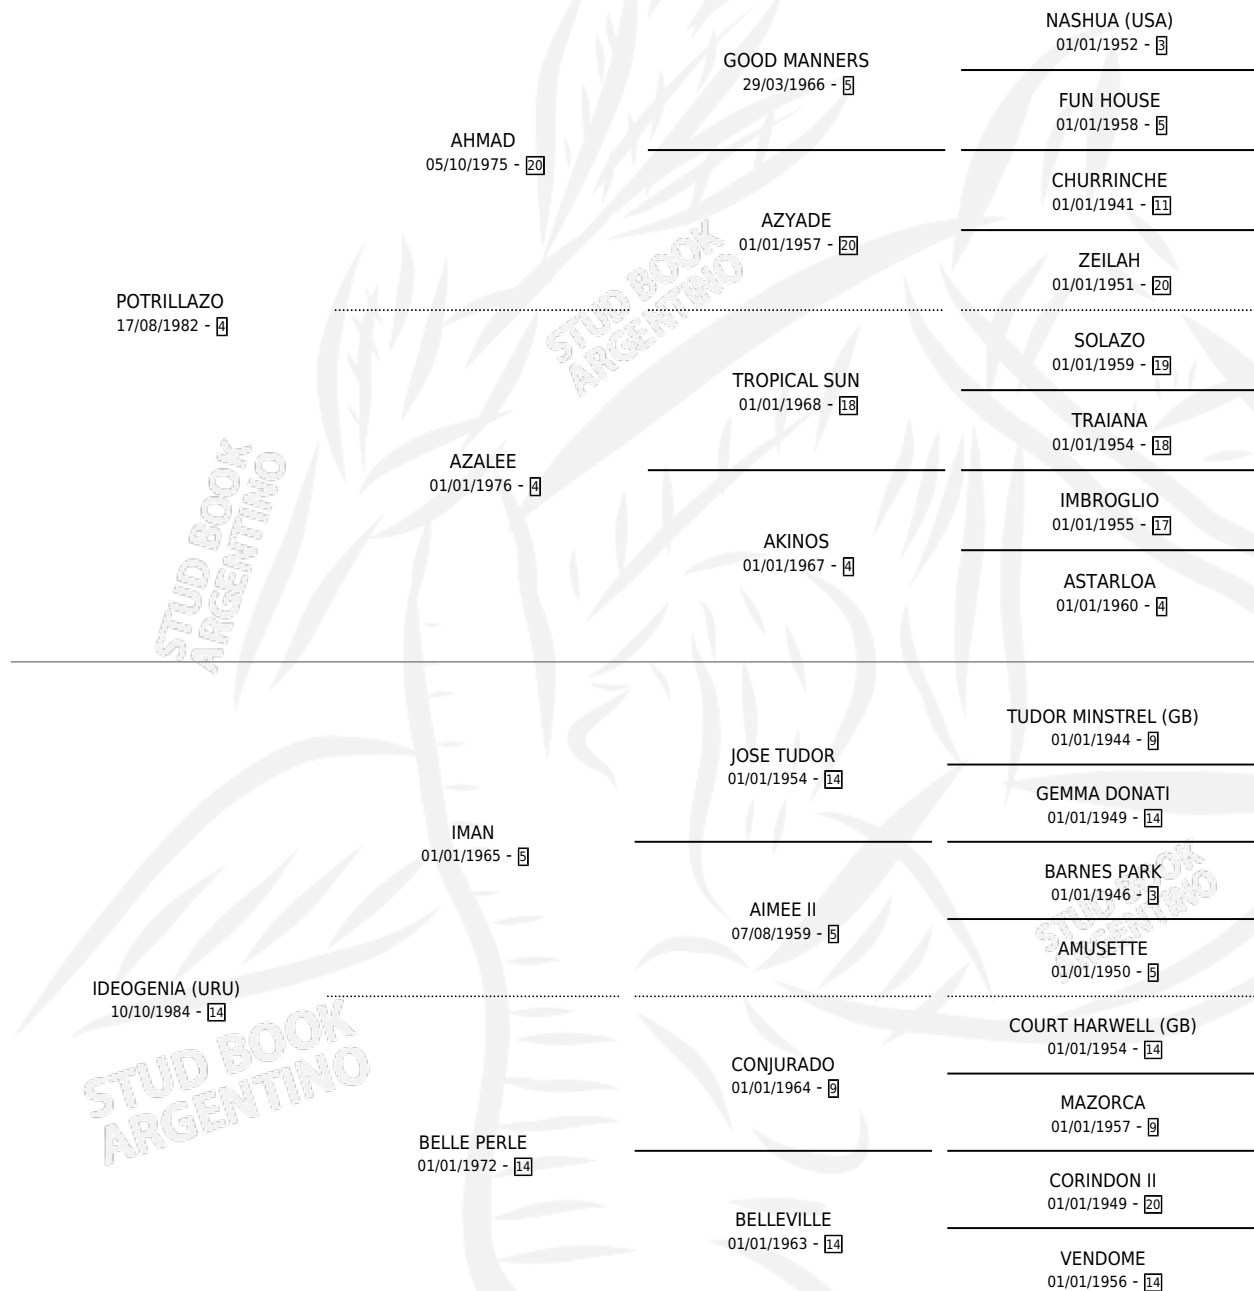 NASHUA (USA)
01/01/1952 - 3
GOOD MANNERS
29/03/1966 - 5
FUN HOUSE
01/01/1958 - 5
AHMAD
05/10/1975 - 20
CHURRINCHE
01/01/1941 - 11
AZYADE
01/01/1957 - 20
ZEILAH
01/01/1951 - 20
POTRILLAZO
17/08/1982 - 4
STUD BOOK
ARGENTINO
SOLAZO
01/01/1959 - 19
TROPICAL SUN
01/01/1968 - 18
TRAIANA
01/01/1954 - 18
AZALEE
01/01/1976 - 4
IMBROGLIO
01/01/1955 - 17
AKINOS
01/01/1967 - 4
ASTARLOA
01/01/1960 - 4
STUD BOOK
ARGENTINO
TUDOR MINSTREL (GB)
01/01/1944 - 9
JOSE TUDOR
01/01/1954 - 14
GEMMA DONATI
01/01/1949 - 14
IMAN
01/01/1965 - 5
BARNES PARK
01/01/1946 - 3
AIMEE II
07/08/1959 - 5
AMUSETTE
01/01/1950 - 5
STUD BOOK
ARGENTINO
IDEOGENIA (URU)
10/10/1984 - 14
STUD BOOK
ARGENTINO
COURT HARWELL (GB)
01/01/1954 - 14
CONJURADO
01/01/1964 - 9
MAZORCA
01/01/1957 - 9
BELLE PERLE
01/01/1972 - 14
CORINDON II
01/01/1949 - 20
BELLEVILLE
01/01/1963 - 14
VENDOME
01/01/1956 - 14